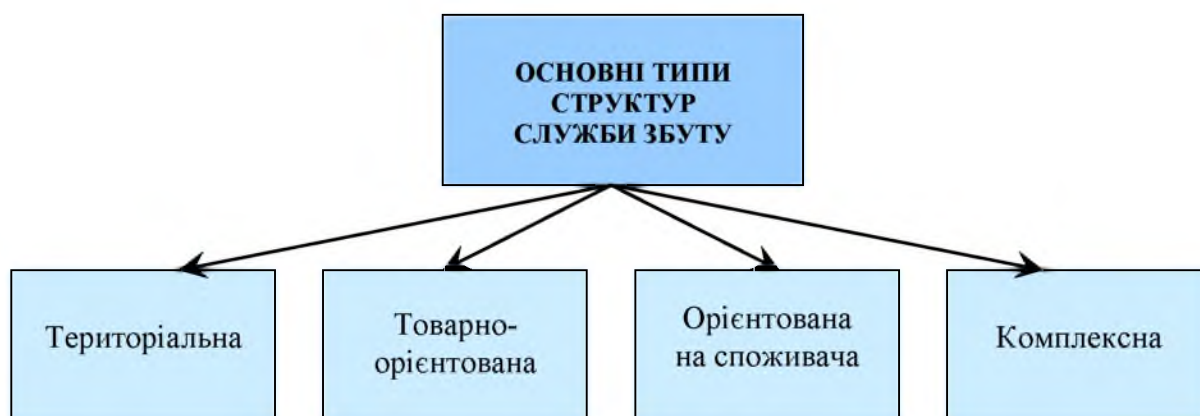 ОСНОВНІ ТИПИ
СТРУКТУР
СЛУЖБИ ЗБУТУ
Територіальна
Товарно-
орієнтована
Орієнтована
на споживача
Комплексна